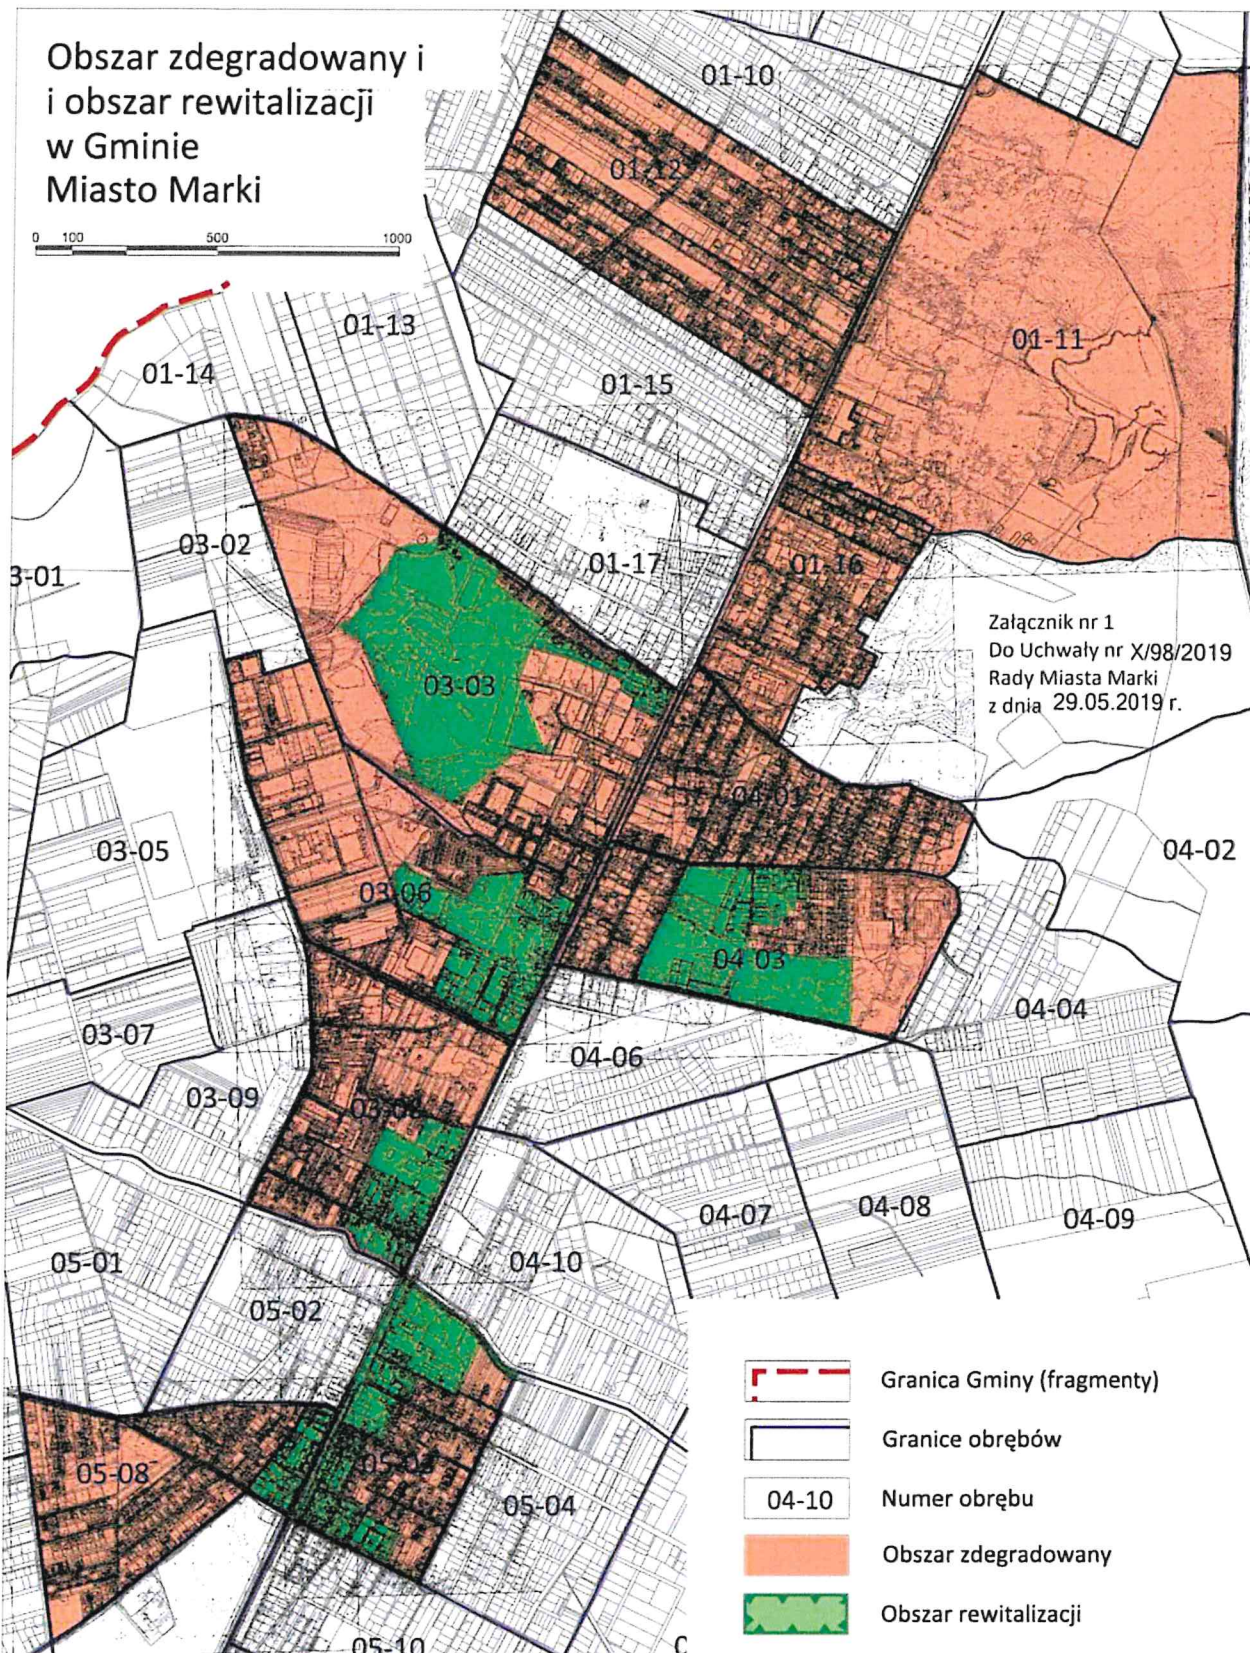 Obszar zdegradowany i
i obszar rewitalizacji
w Gminie
Miasto Marki
0 100 500 1000
01-10
01-12
01-11
01-13
01-14
01-15
03-02
01-17
01-16
3-01
Załącznik nr 1
Do Uchwały nr X/98/2019
Rady Miasta Marki
z dnia 29.05.2019 r.
03-03
04-01
03-05
04-02
03-06
04-03
04-04
03-07
04-06
03-09
04-07
04-08
04-09
05-01
04-10
05-02
05-08
05-04
05-10
Granica Gminy (fragmenty)
Granice obrębów
04-10 Numer obrębu
Obszar zdegradowany
Obszar rewitalizacji